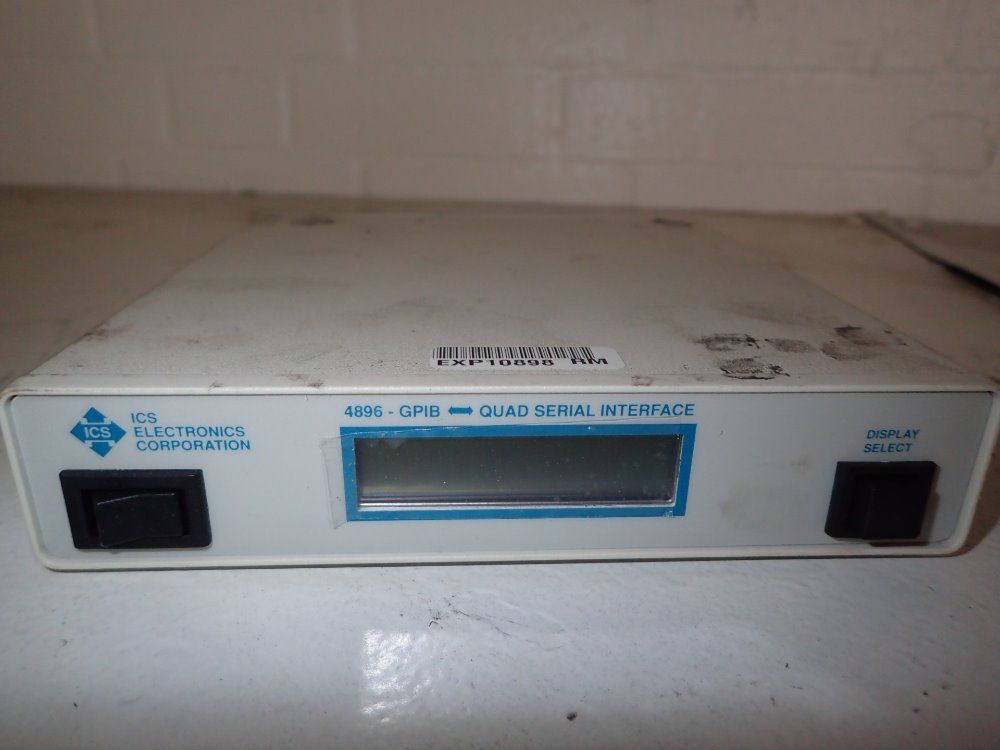 EXP10898 RM
ICS
ICS
ELECTRONICS
CORPORATION
4896 - GPIB ⟷ QUAD SERIAL INTERFACE
DISPLAY
SELECT